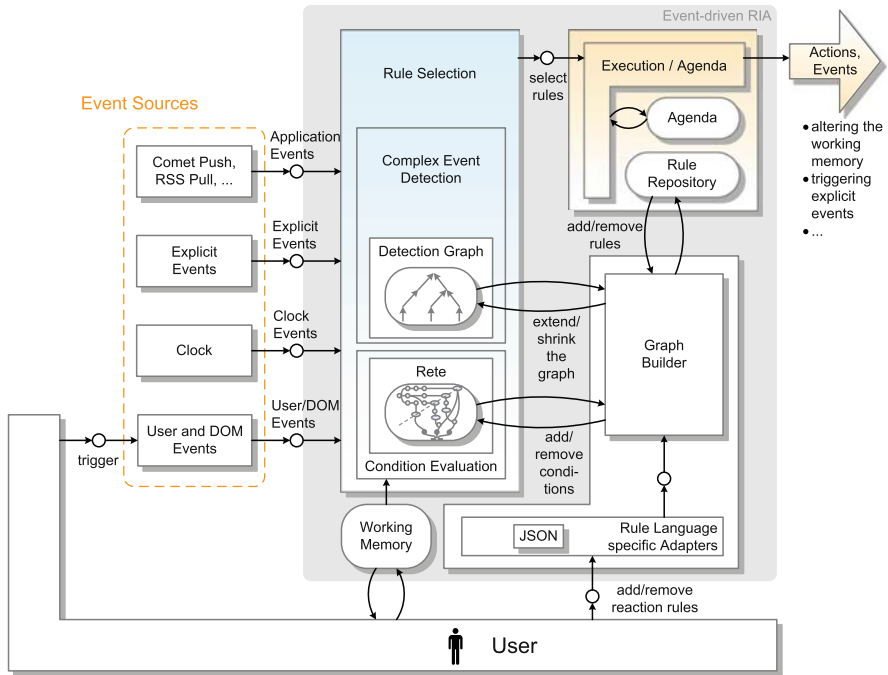 Event-driven RIA
Rule Selection
Execution / Agenda
Actions,
Events
select
rules
Event Sources
Agenda
altering the
working
memory
triggering
explicit
events
...
Comet Push,
RSS Pull, ...
Application
Events
Complex Event
Detection
Rule
Repository
Explicit
Events
Explicit
Events
Detection Graph
add/remove
rules
Clock
Clock
Events
extend/
shrink
the
graph
Graph
Builder
Rete
User and DOM
Events
User/DOM
Events
trigger
Condition Evaluation
add/
remove
condi-
tions
Working
Memory
JSON
Rule Language
specific Adapters
add/remove
reaction rules
User